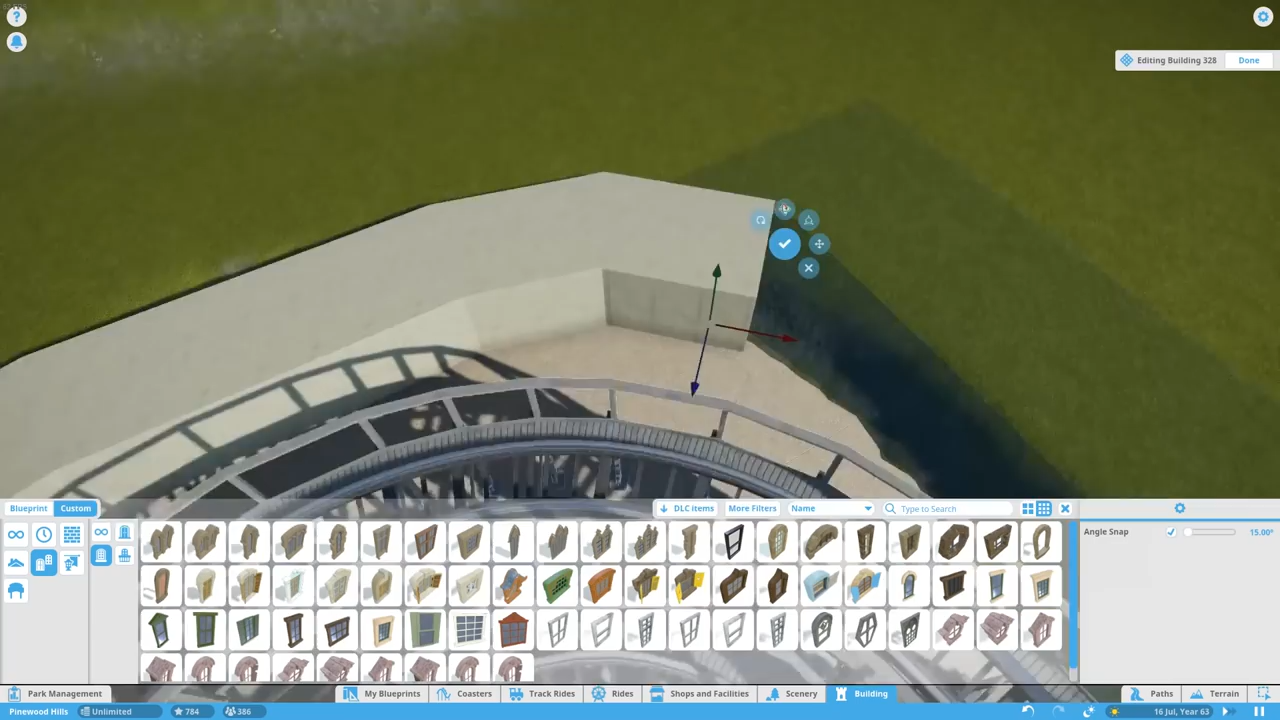 ?
Editing Building 328 Done
Blueprint Custom DLC items More Filters Name Type to Search
Angle Snap 15.00°
Park Management My Blueprints Coasters Track Rides Rides Shops and Facilities Scenery Building Paths Terrain
Pinewood Hills Unlimited 784 386 16 Jul, Year 63